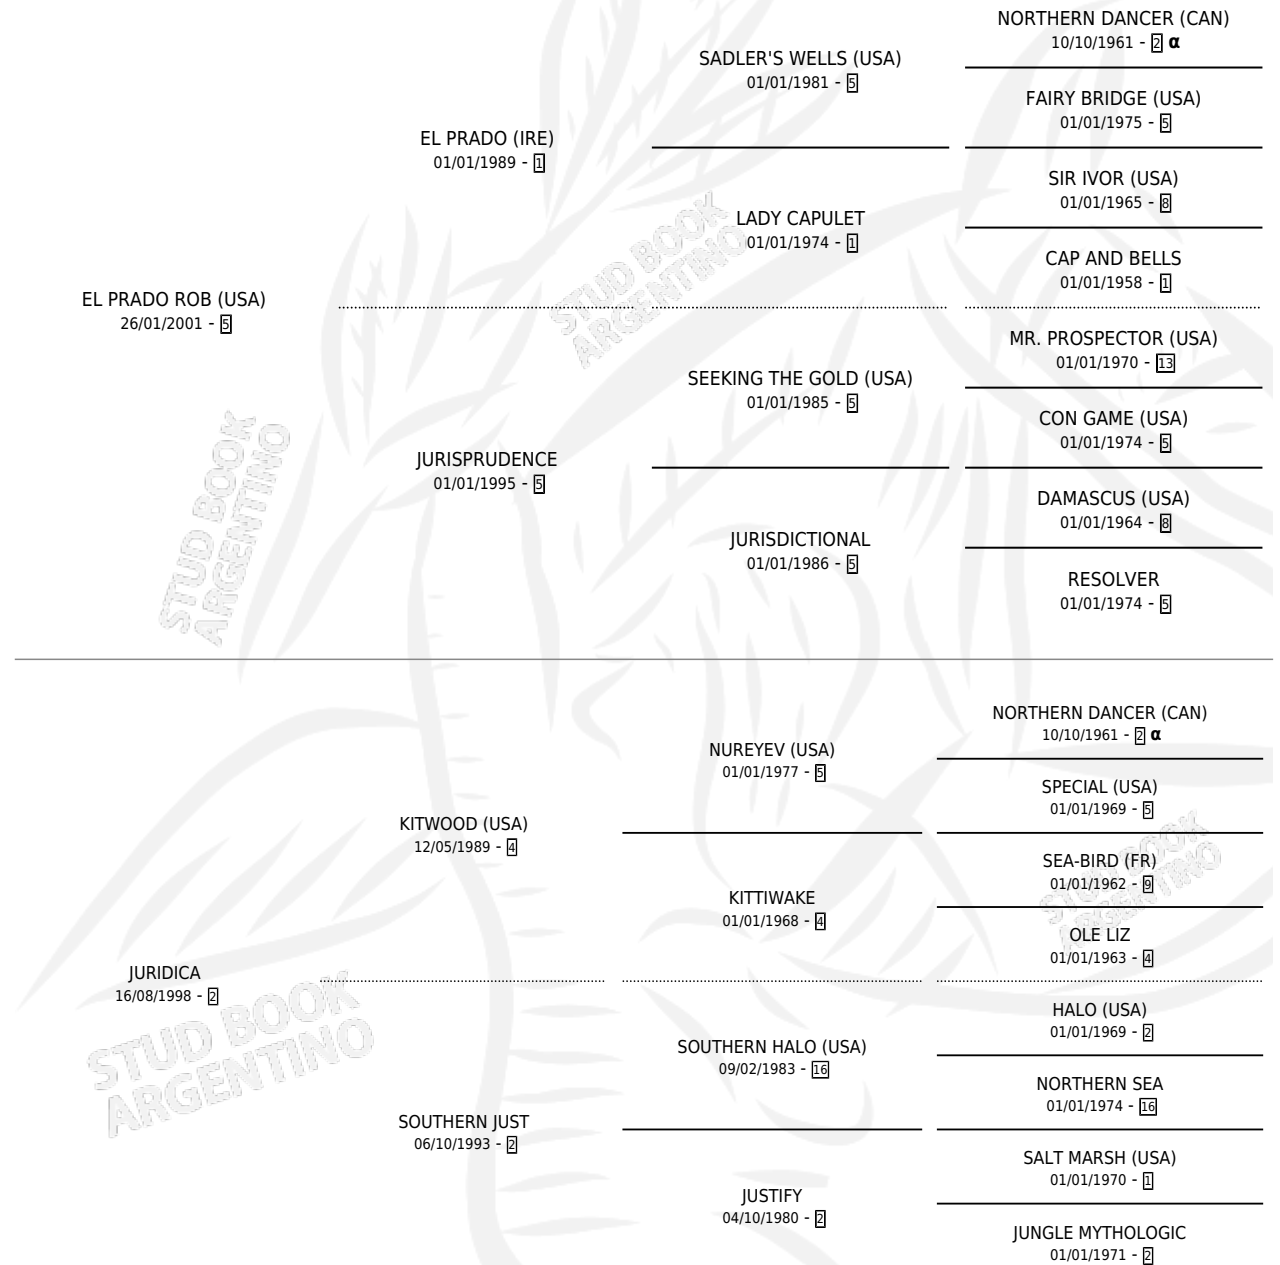 NORTHERN DANCER (CAN)
10/10/1961 - 2 α
SADLER'S WELLS (USA)
01/01/1981 - 5
FAIRY BRIDGE (USA)
01/01/1975 - 5
EL PRADO (IRE)
01/01/1989 - 1
SIR IVOR (USA)
01/01/1965 - 8
LADY CAPULET
01/01/1974 - 1
CAP AND BELLS
01/01/1958 - 1
EL PRADO ROB (USA)
26/01/2001 - 5
MR. PROSPECTOR (USA)
01/01/1970 - 13
SEEKING THE GOLD (USA)
01/01/1985 - 5
CON GAME (USA)
01/01/1974 - 5
JURISPRUDENCE
01/01/1995 - 5
DAMASCUS (USA)
01/01/1964 - 8
JURISDICTIONAL
01/01/1986 - 5
RESOLVER
01/01/1974 - 5
NORTHERN DANCER (CAN)
10/10/1961 - 2 α
NUREYEV (USA)
01/01/1977 - 5
SPECIAL (USA)
01/01/1969 - 5
KITWOOD (USA)
12/05/1989 - 4
SEA-BIRD (FR)
01/01/1962 - 9
KITTIWAKE
01/01/1968 - 4
OLE LIZ
01/01/1963 - 4
JURIDICA
16/08/1998 - 2
HALO (USA)
01/01/1969 - 2
SOUTHERN HALO (USA)
09/02/1983 - 16
NORTHERN SEA
01/01/1974 - 16
SOUTHERN JUST
06/10/1993 - 2
SALT MARSH (USA)
01/01/1970 - 1
JUSTIFY
04/10/1980 - 2
JUNGLE MYTHOLOGIC
01/01/1971 - 2
STUD BOOK
ARGENTINO
STUD BOOK
ARGENTINO
STUD BOOK
ARGENTINO
STUD BOOK
ARGENTINO